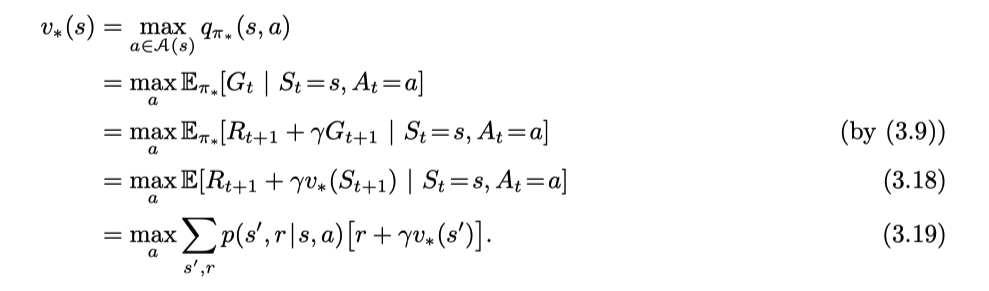 v_*(s) = max_{a∈𝒜(s)} q_{π_*}(s, a)
= max_a 𝔼_{π_*}[G_t | S_t=s, A_t=a]
= max_a 𝔼_{π_*}[R_{t+1} + γG_{t+1} | S_t=s, A_t=a] (by (3.9))
= max_a 𝔼[R_{t+1} + γv_*(S_{t+1}) | S_t=s, A_t=a] (3.18)
= max_a ∑_{s′,r} p(s′, r|s, a)[r + γv_*(s′)]. (3.19)